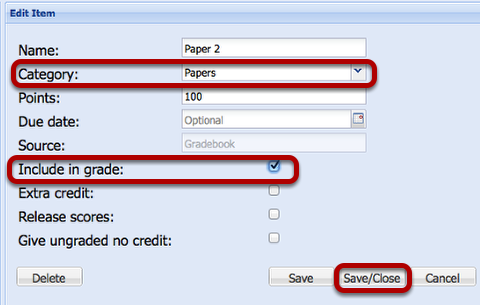 Edit Item
Name: Paper 2
Category: Papers
Points: 100
Due date: Optional
Source: Gradebook
Include in grade:
Extra credit:
Release scores:
Give ungraded no credit:
Delete Save Save/Close Cancel